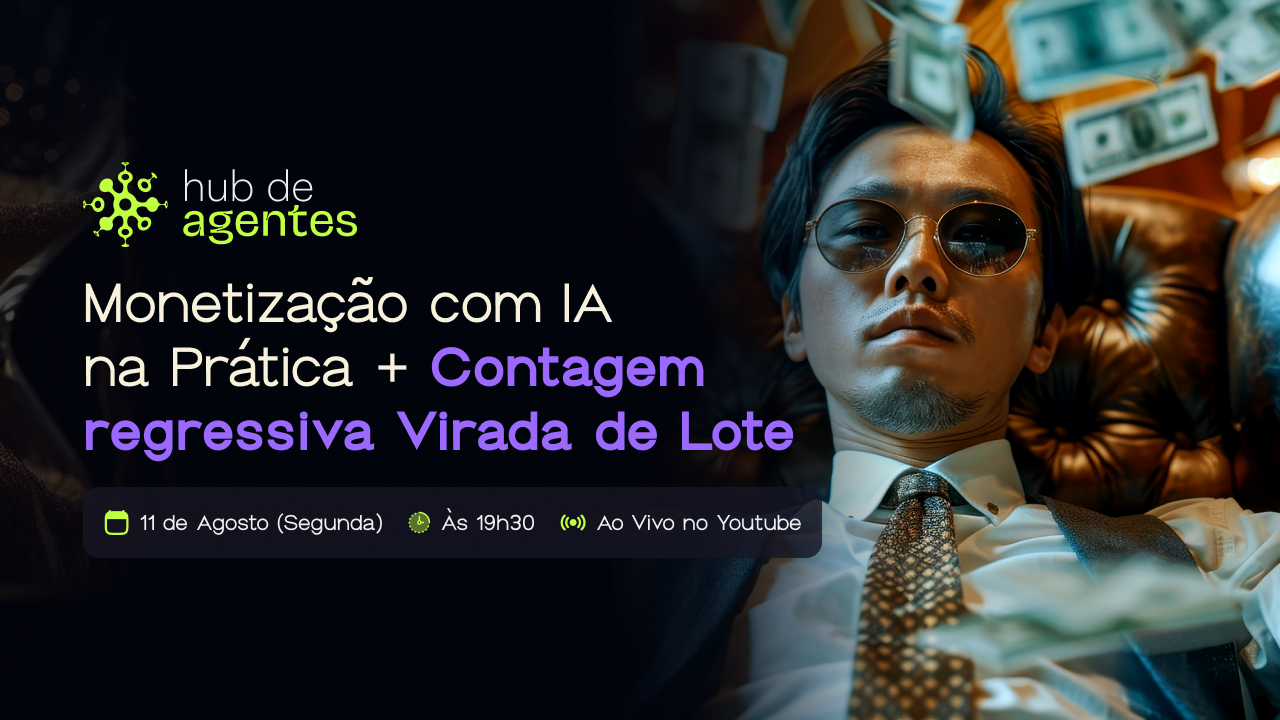 hub de
agentes
Monetização com IA
na Prática + Contagem
regressiva Virada de Lote
11 de Agosto (Segunda) Às 19h30 Ao Vivo no Youtube